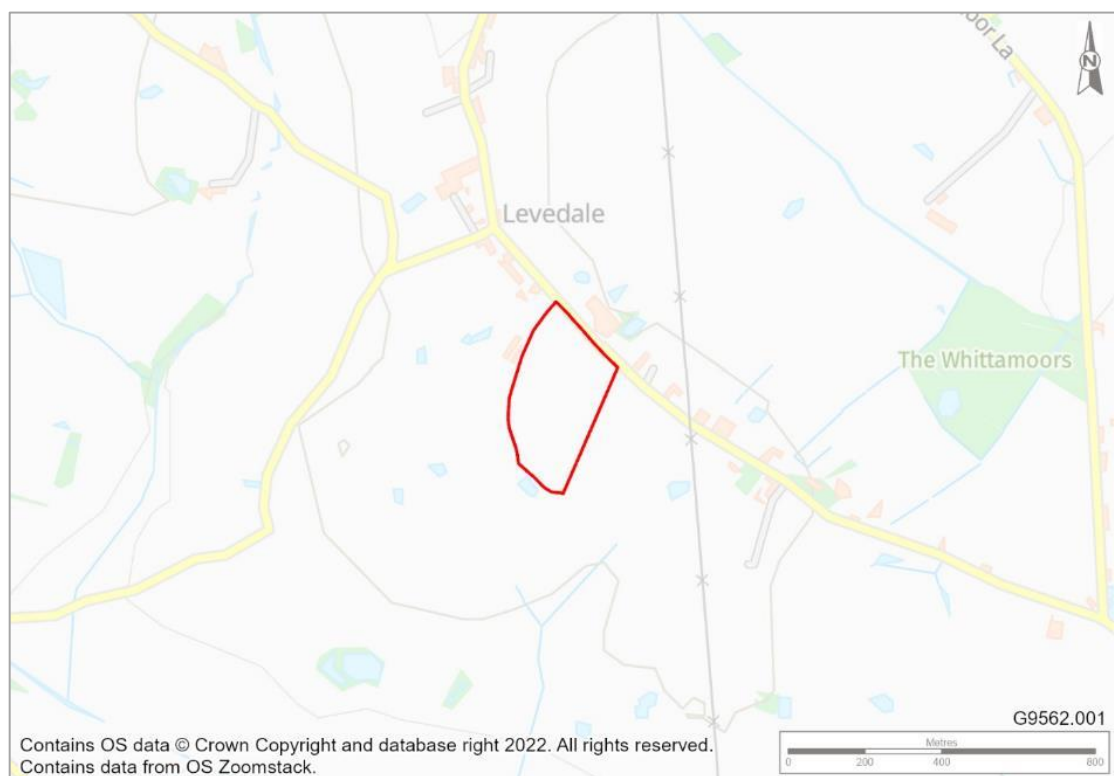 oor La
N
Levedale
The Whittamoors
G9562.001
Contains OS data © Crown Copyright and database right 2022. All rights reserved.
Contains data from OS Zoomstack.
Metres
0 200 400 800